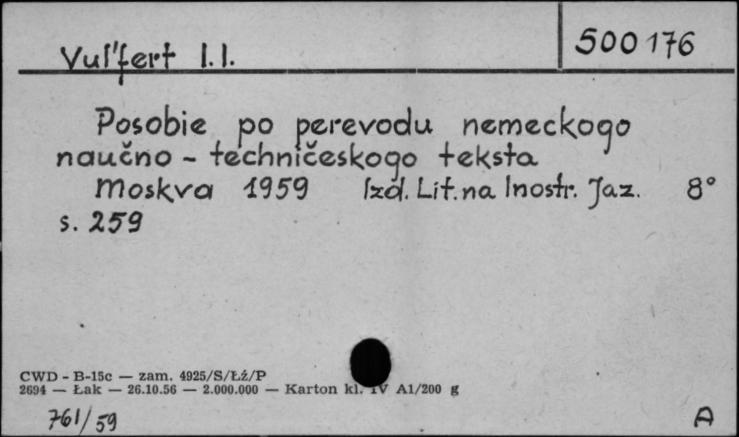 Vul'fert I.I.
500176
Posobie po perevodu nemeckogo
naučno - techničeskogo teksta
Moskva 1959 Izd. Lit. na Inostr. Jaz. 8°
s. 259
CWD - B-15c — zam. 4925/S/Łź/P
2694 — Łak — 26.10.56 — 2.000.000 — Karton kl. IV A1/200 g
761/59
A